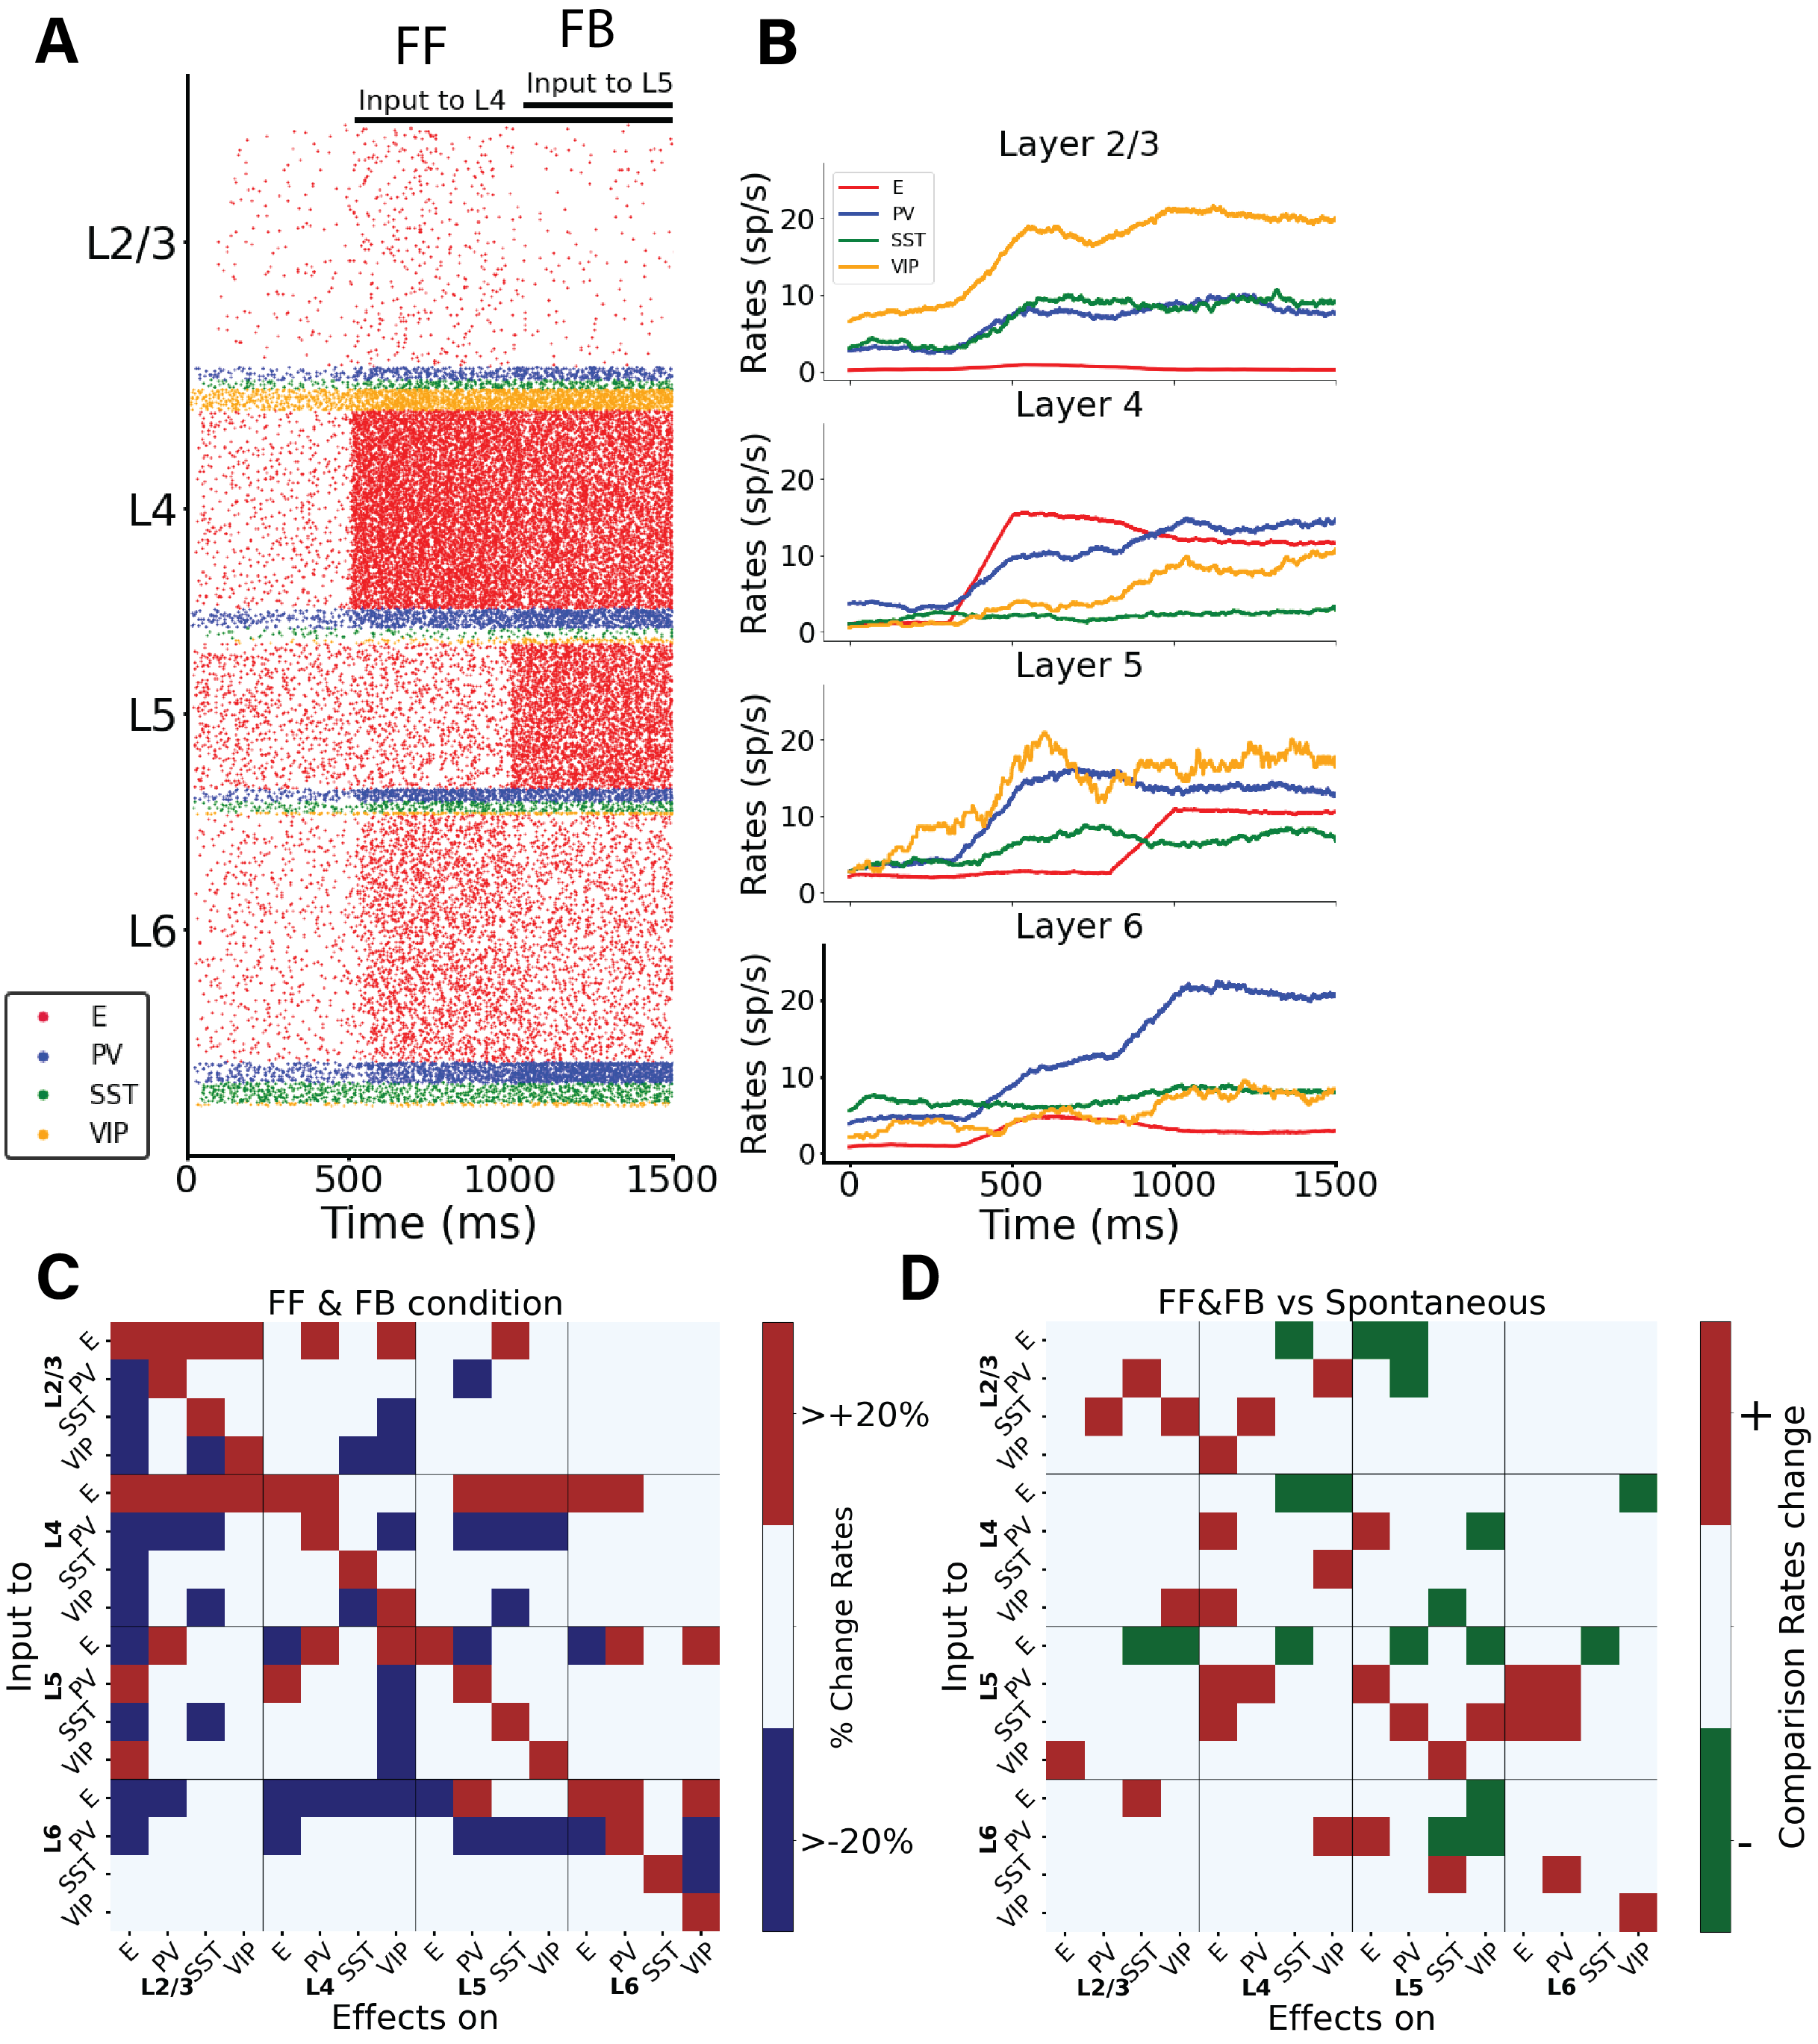 A
FF
FB
Input to L4
Input to L5
L2/3
L4
L5
L6
E
PV
SST
VIP
0
500
1000
1500
Time (ms)
B
Layer 2/3
E
PV
SST
VIP
Rates (sp/s)
20
10
0
Layer 4
Rates (sp/s)
20
10
0
Layer 5
Rates (sp/s)
20
10
0
Layer 6
Rates (sp/s)
20
10
0
0
500
1000
1500
Time (ms)
C
FF & FB condition
Input to
L2/3
E
PV
SST
VIP
L4
E
PV
SST
VIP
L5
E
PV
SST
VIP
L6
E
PV
SST
VIP
E PV SST VIP E PV SST VIP E PV SST VIP E PV SST VIP
L2/3 L4 L5 L6
Effects on
>+20%
>-20%
% Change Rates
D
FF&FB vs Spontaneous
Input to
L2/3
E
PV
SST
VIP
L4
E
PV
SST
VIP
L5
E
PV
SST
VIP
L6
E
PV
SST
VIP
E PV SST VIP E PV SST VIP E PV SST VIP E PV SST VIP
L2/3 L4 L5 L6
Effects on
+
-
Comparison Rates change